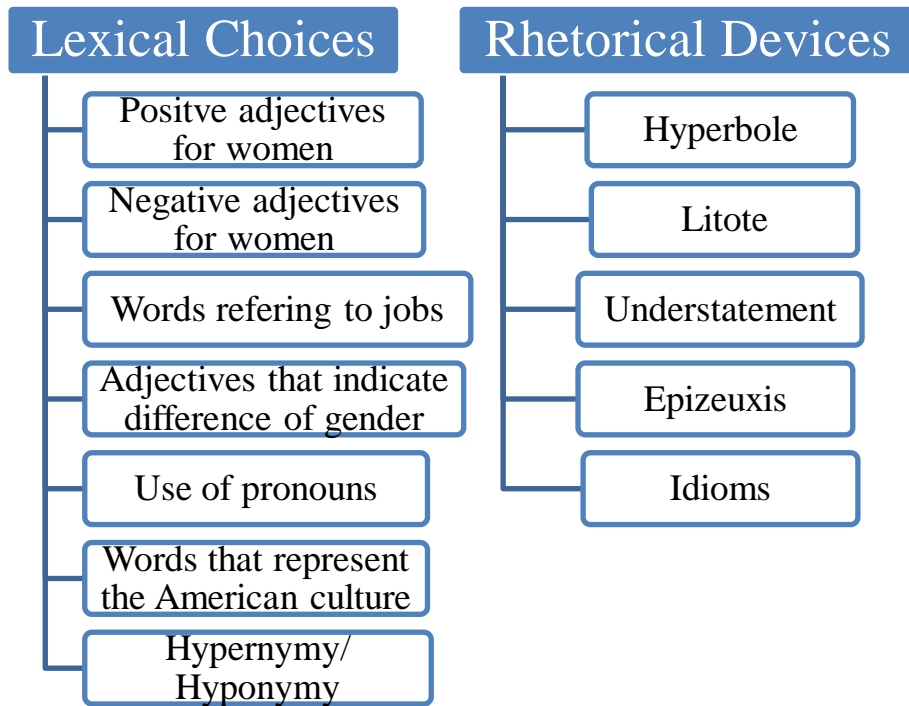 Lexical Choices
Positve adjectives
for women
Negative adjectives
for women
Words refering to jobs
Adjectives that indicate
difference of gender
Use of pronouns
Words that represent
the American culture
Hypernymy/
Hyponymy
Rhetorical Devices
Hyperbole
Litote
Understatement
Epizeuxis
Idioms